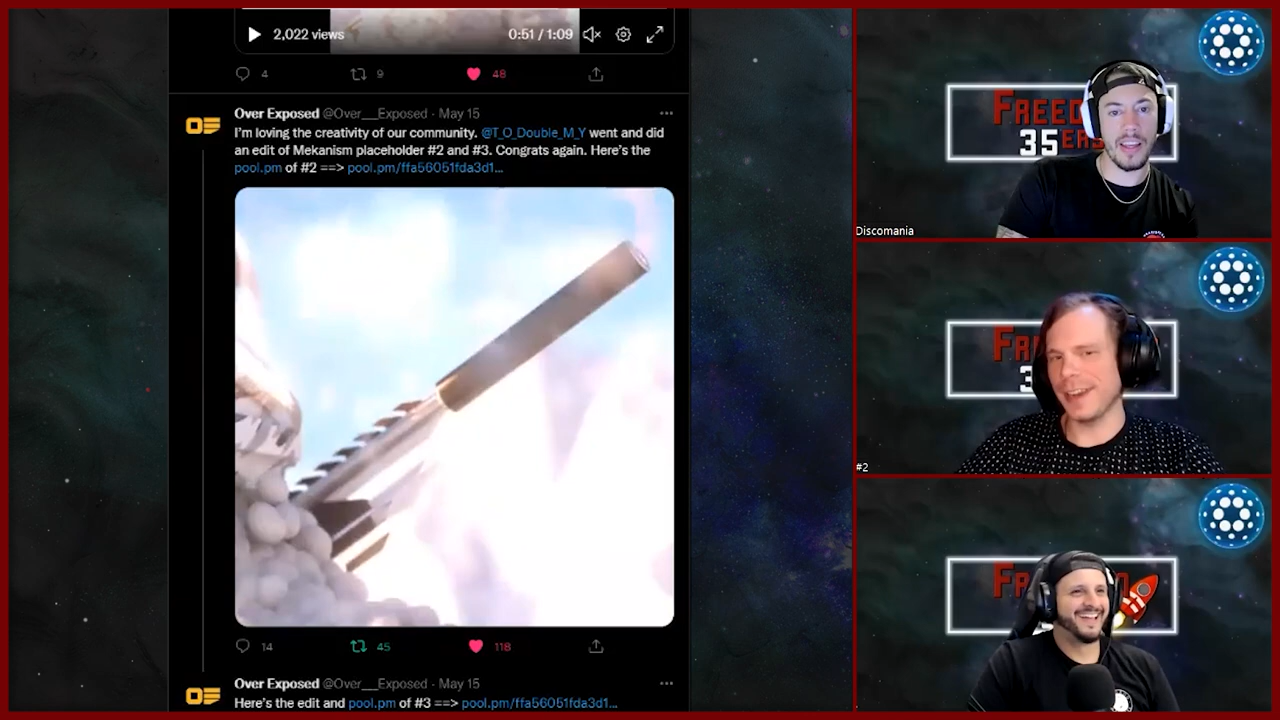 2,022 views
0:51 / 1:09
4
9
48
Over Exposed @Over__Exposed · May 15
I'm loving the creativity of our community. @T_O_Double_M_Y went and did
an edit of Mekanism placeholder #2 and #3. Congrats again. Here's the
pool.pm of #2 ==> pool.pm/ffa56051fda3d1...
14
45
118
Over Exposed @Over__Exposed · May 15
Here's the edit and pool.pm of #3 ==> pool.pm/ffa56051fda3d1...
35
Discomania
#2